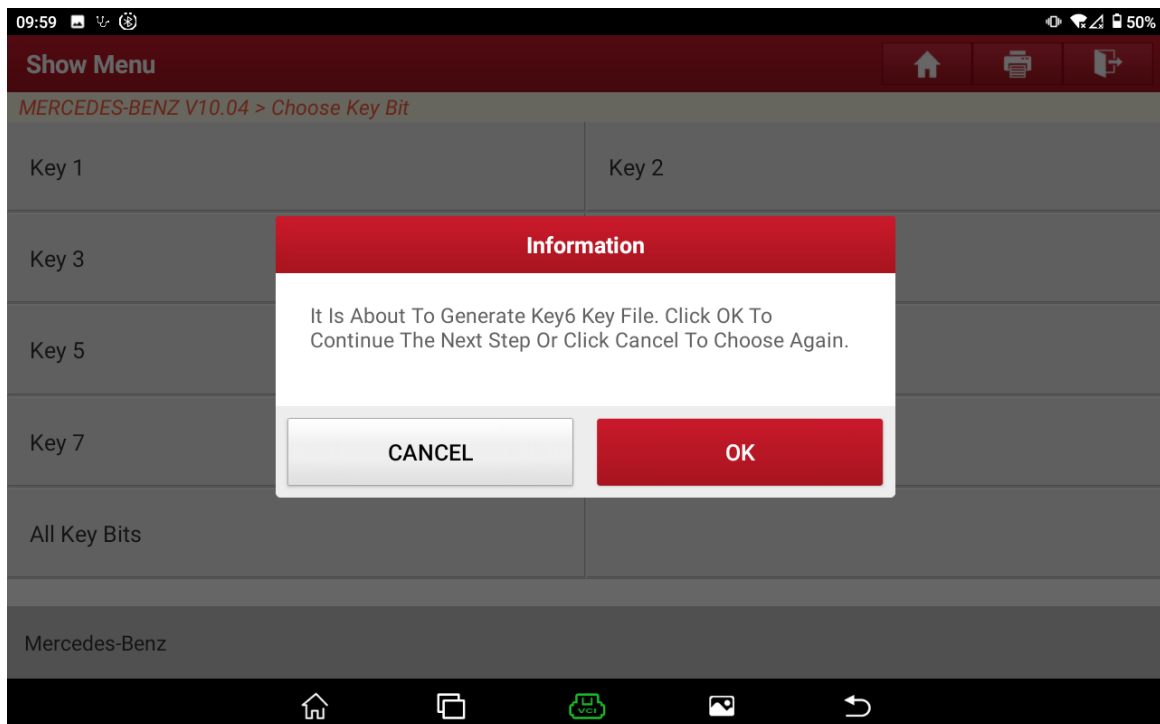 09:59
50%
Show Menu
MERCEDES-BENZ V10.04 > Choose Key Bit
Key 1
Key 2
Key 3
Information
It Is About To Generate Key6 Key File. Click OK To
Continue The Next Step Or Click Cancel To Choose Again.
Key 5
Key 7
CANCEL
OK
All Key Bits
Mercedes-Benz
VCI